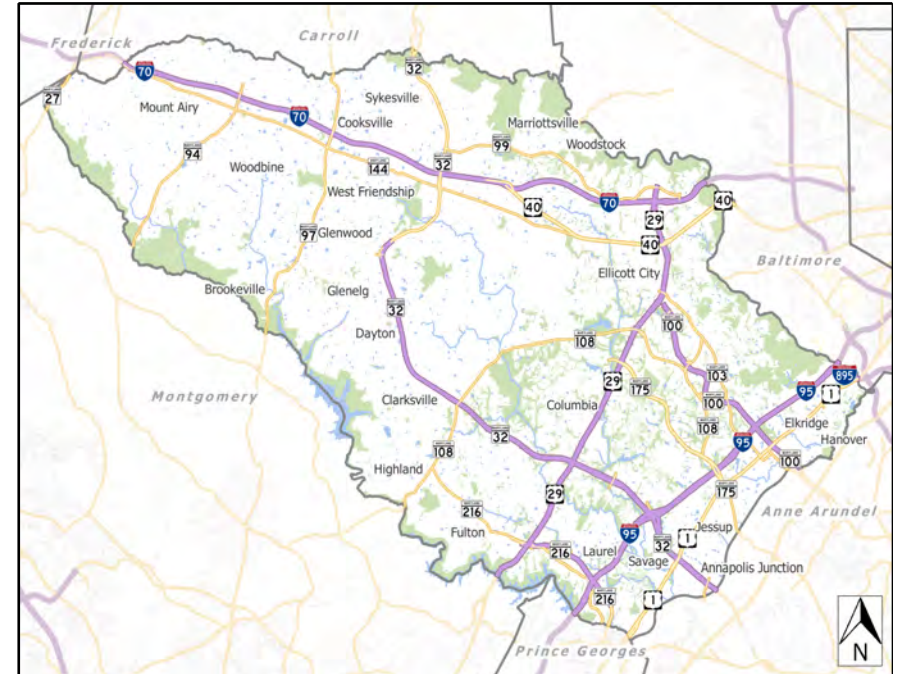 Carroll
Frederick
32
70
27
Sykesville
Mount Airy
70
Cooksville
Marriottsville
99
Woodstock
94
32
144
Woodbine
West Friendship
70
40
40
29
97
Glenwood
40
Baltimore
Ellicott City
Brookeville
Glenelg
32
Dayton
100
108
103
895
29
175
95
1
Montgomery
Clarksville
Columbia
100
108
Elkridge
32
95
Hanover
108
100
Highland
175
29
216
Anne Arundel
Jessup
Fulton
95
1
32
216
Laurel
Savage
Annapolis Junction
216
1
Prince Georges
N